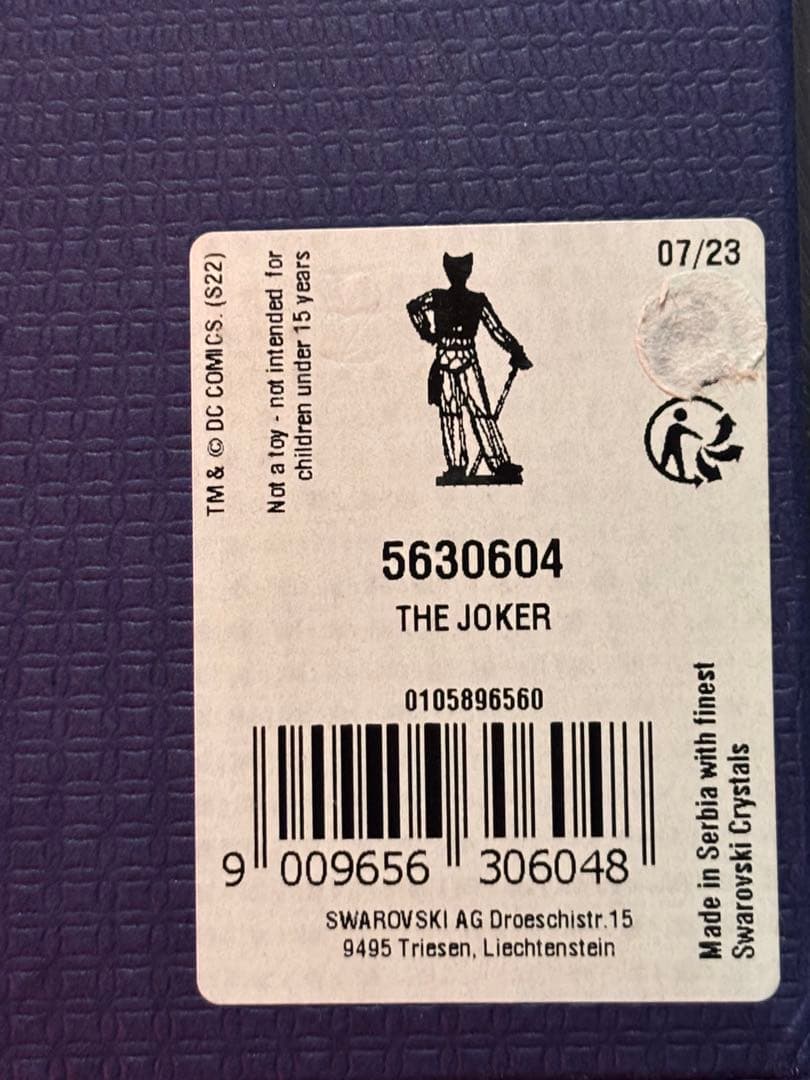 TM & © DC COMICS. (S22)
Not a toy - not intended for
children under 15 years
07/23
5630604
THE JOKER
0105896560
9 009656 306048
SWAROVSKI AG Droeschistr.15
9495 Triesen, Liechtenstein
Made in Serbia with finest
Swarovski Crystals